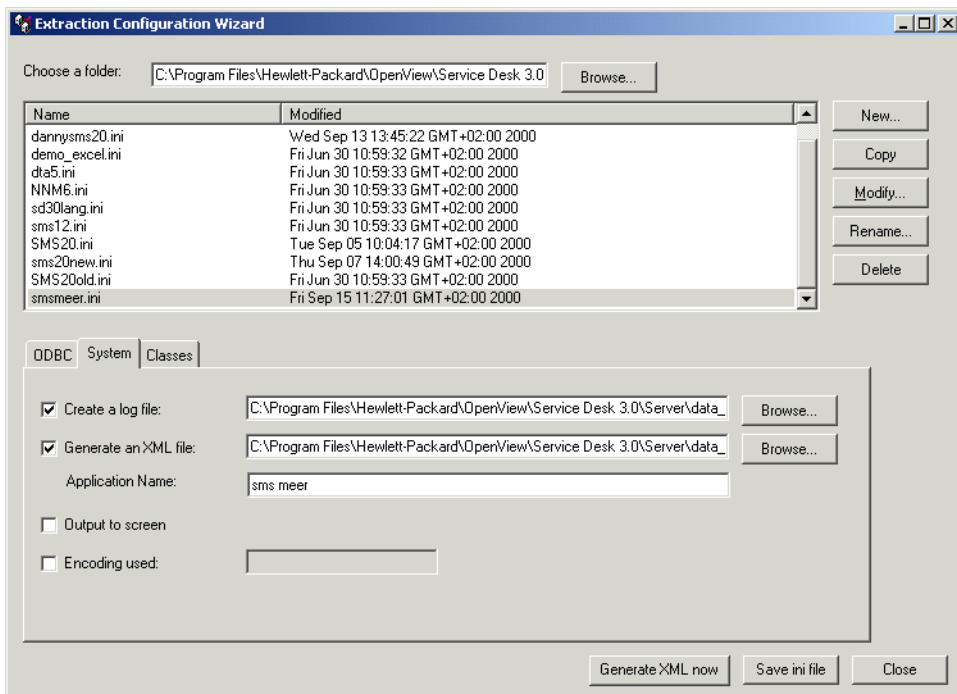 Extraction Configuration Wizard
Choose a folder: C:\Program Files\Hewlett-Packard\OpenView\Service Desk 3.0 Browse...
Name Modified
dannysms20.ini Wed Sep 13 13:45:22 GMT+02:00 2000
demo_excel.ini Fri Jun 30 10:59:32 GMT+02:00 2000
dta5.ini Fri Jun 30 10:59:33 GMT+02:00 2000
NNM6.ini Fri Jun 30 10:59:33 GMT+02:00 2000
sd30lang.ini Fri Jun 30 10:59:33 GMT+02:00 2000
sms12.ini Fri Jun 30 10:59:33 GMT+02:00 2000
SMS20.ini Tue Sep 05 10:04:17 GMT+02:00 2000
sms20new.ini Thu Sep 07 14:00:49 GMT+02:00 2000
SMS20old.ini Fri Jun 30 10:59:33 GMT+02:00 2000
smsmeer.ini Fri Sep 15 11:27:01 GMT+02:00 2000
New...
Copy
Modify...
Rename...
Delete
ODBC System Classes
Create a log file: C:\Program Files\Hewlett-Packard\OpenView\Service Desk 3.0\Server\data_ Browse...
Generate an XML file: C:\Program Files\Hewlett-Packard\OpenView\Service Desk 3.0\Server\data_ Browse...
Application Name: sms meer
Output to screen
Encoding used:
Generate XML now Save ini file Close